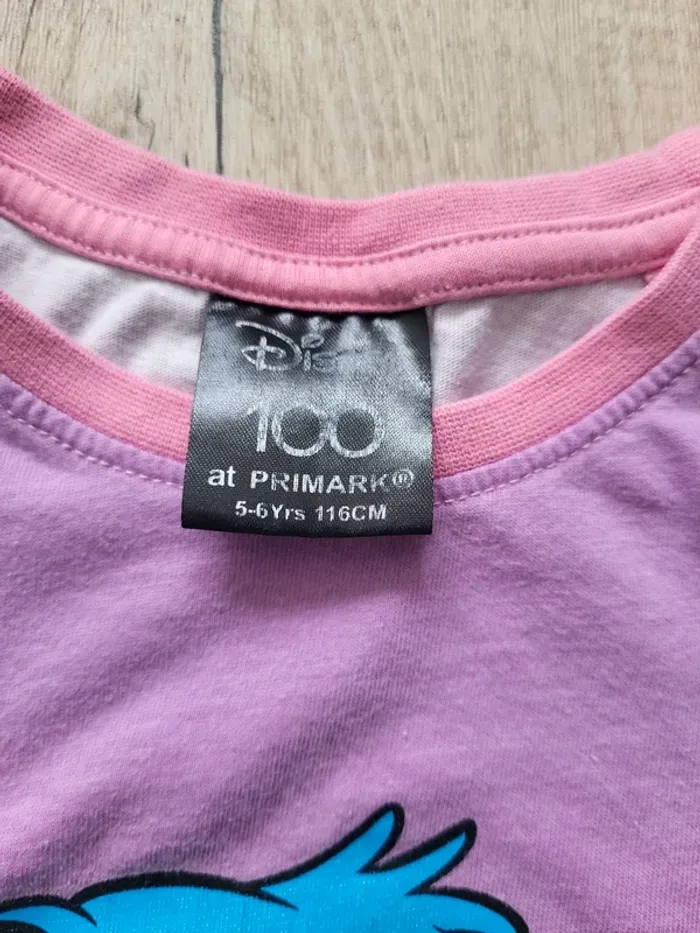 Disney
100
at PRIMARK®
5-6Yrs 116CM